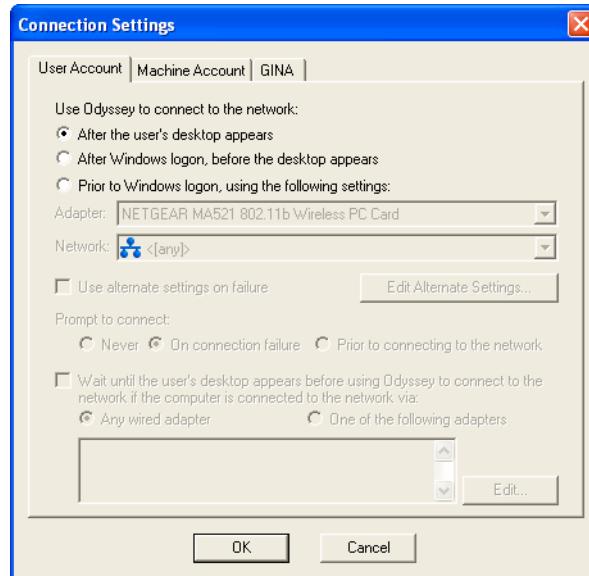 Connection Settings
User Account Machine Account GINA
Use Odyssey to connect to the network:
After the user's desktop appears
After Windows logon, before the desktop appears
Prior to Windows logon, using the following settings:
Adapter: NETGEAR MA521 802.11b Wireless PC Card
Network: <[any]>
Use alternate settings on failure Edit Alternate Settings...
Prompt to connect:
Never On connection failure Prior to connecting to the network
Wait until the user's desktop appears before using Odyssey to connect to the
network if the computer is connected to the network via:
Any wired adapter One of the following adapters
Edit...
OK Cancel